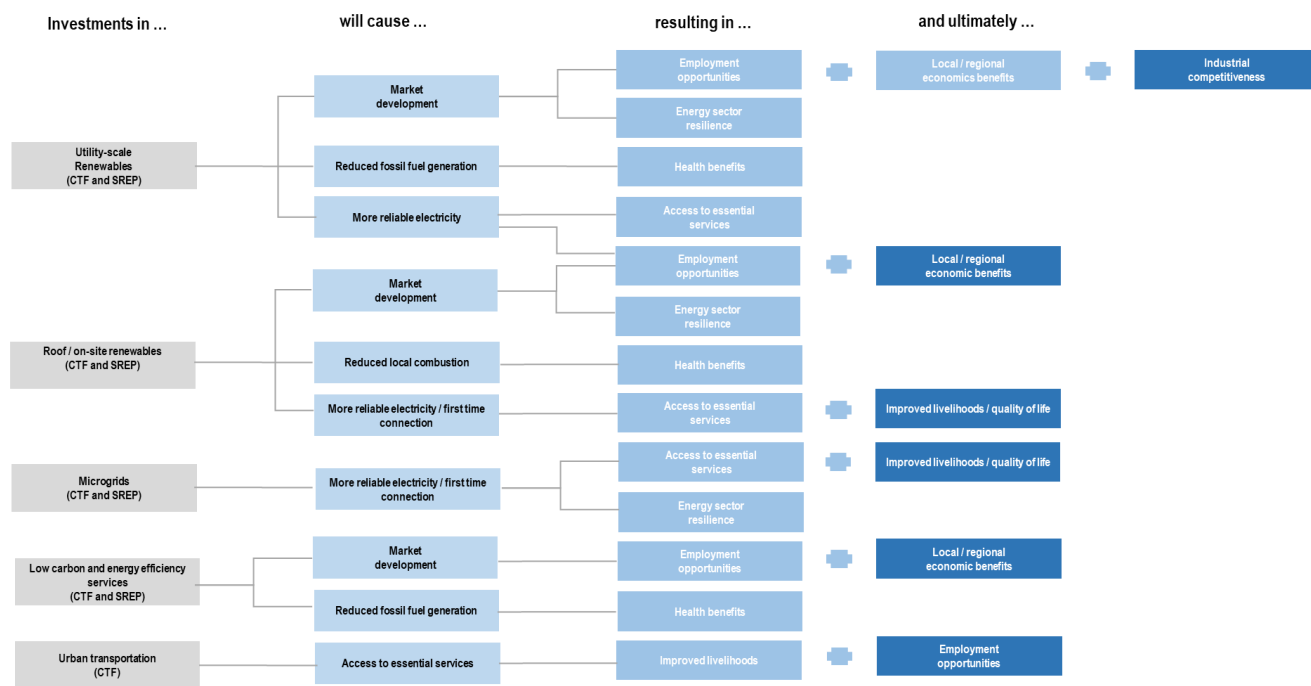 Investments in ...
will cause ...
resulting in ...
and ultimately ...
Employment
opportunities
Local / regional
economics benefits
Industrial
competitiveness
Market
development
Energy sector
resilience
Utility-scale
Renewables
(CTF and SREP)
Reduced fossil fuel generation
Health benefits
More reliable electricity
Access to essential
services
Employment
opportunities
Local / regional
economic benefits
Market
development
Energy sector
resilience
Roof / on-site renewables
(CTF and SREP)
Reduced local combustion
Health benefits
More reliable electricity / first time
connection
Access to essential
services
Improved livelihoods / quality of life
Access to essential
services
Improved livelihoods / quality of life
Microgrids
(CTF and SREP)
More reliable electricity / first time
connection
Energy sector
resilience
Low carbon and energy efficiency
services
(CTF and SREP)
Market
development
Employment
opportunities
Local / regional
economic benefits
Reduced fossil fuel generation
Health benefits
Urban transportation
(CTF)
Access to essential services
Improved livelihoods
Employment
opportunities